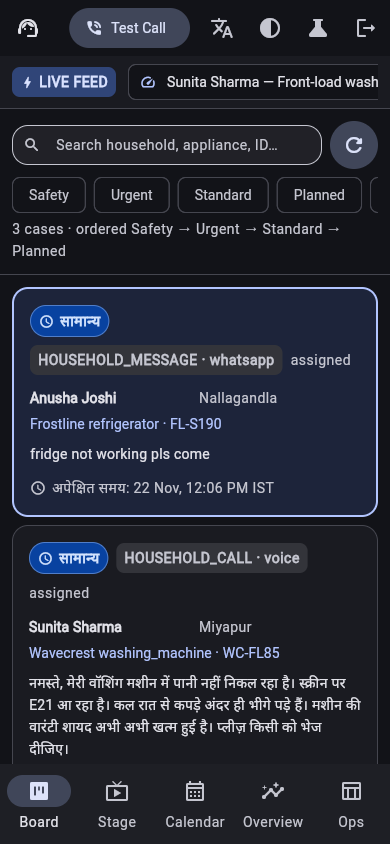 Test Call
LIVE FEED
Sunita Sharma — Front-load wash
Search household, appliance, ID…
Safety
Urgent
Standard
Planned
3 cases · ordered Safety → Urgent → Standard →
Planned
सामान्य
HOUSEHOLD_MESSAGE · whatsapp assigned
Anusha Joshi Nallagandla
Frostline refrigerator · FL-S190
fridge not working pls come
अपेक्षित समय: 22 Nov, 12:06 PM IST
सामान्य HOUSEHOLD_CALL · voice
assigned
Sunita Sharma Miyapur
Wavecrest washing_machine · WC-FL85
नमस्ते, मेरी वॉशिंग मशीन में पानी नहीं निकल रहा है। स्क्रीन पर
E21 आ रहा है। कल रात से कपड़े अंदर ही भीगे पड़े हैं। मशीन की
वारंटी शायद अभी अभी खत्म हुई है। प्लीज़ किसी को भेज
दीजिए।
Board Stage Calendar Overview Ops